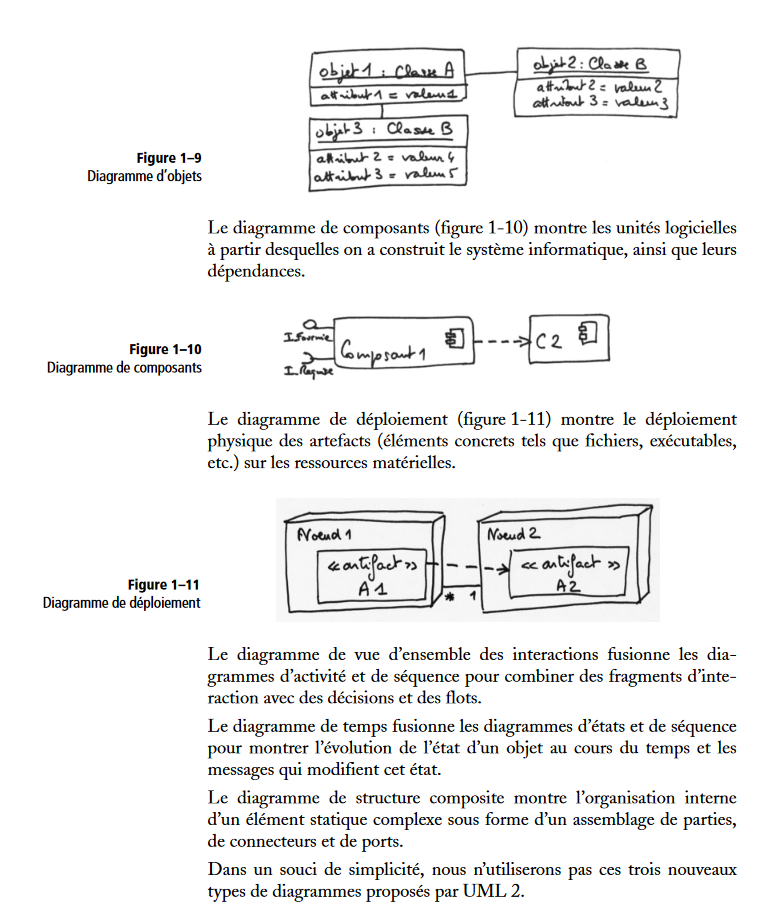 objet 1 : Classe A
attribut 1 = valeur 1
objet 2 : Classe B
attribut 2 = valeur 2
attribut 3 = valeur 3
objet 3 : Classe B
attribut 2 = valeur 4
attribut 3 = valeur 5
Figure 1–9
Diagramme d’objets
Le diagramme de composants (figure 1-10) montre les unités logicielles
à partir desquelles on a construit le système informatique, ainsi que leurs
dépendances.
I.Fournie
I.Requise
Composant 1
C2
Figure 1–10
Diagramme de composants
Le diagramme de déploiement (figure 1-11) montre le déploiement
physique des artefacts (éléments concrets tels que fichiers, exécutables,
etc.) sur les ressources matérielles.
Noeud 1
« artifact »
A1
* 1
Noeud 2
« artifact »
A2
Figure 1–11
Diagramme de déploiement
Le diagramme de vue d’ensemble des interactions fusionne les dia-
grammes d’activité et de séquence pour combiner des fragments d’inte-
raction avec des décisions et des flots.
Le diagramme de temps fusionne les diagrammes d’états et de séquence
pour montrer l’évolution de l’état d’un objet au cours du temps et les
messages qui modifient cet état.
Le diagramme de structure composite montre l’organisation interne
d’un élément statique complexe sous forme d’un assemblage de parties,
de connecteurs et de ports.
Dans un souci de simplicité, nous n’utiliserons pas ces trois nouveaux
types de diagrammes proposés par UML 2.